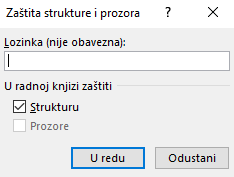 Zaštita strukture i prozora ? ×
Lozinka (nije obavezna):
U radnoj knjizi zaštiti
Strukturu
Prozore
U redu Odustani